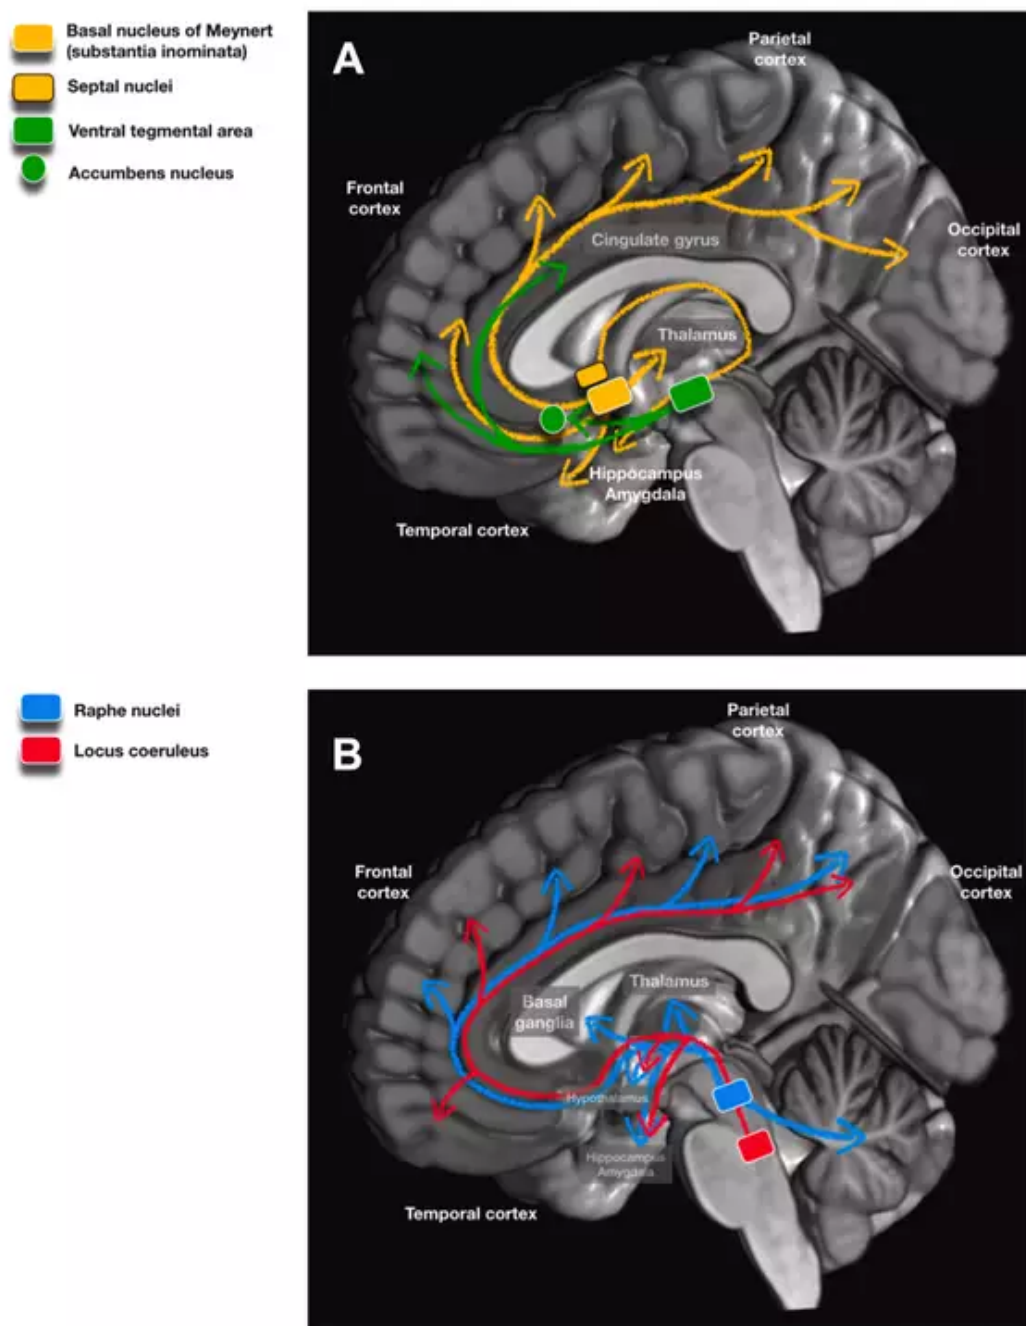 Basal nucleus of Meynert
(substantia inominata)
Septal nuclei
Ventral tegmental area
Accumbens nucleus
A
Parietal
cortex
Frontal
cortex
Occipital
cortex
Cingulate gyrus
Thalamus
Hippocampus
Amygdala
Temporal cortex
Raphe nuclei
Locus coeruleus
B
Parietal
cortex
Frontal
cortex
Occipital
cortex
Thalamus
Basal
ganglia
Hypothalamus
Hippocampus
Amygdala
Temporal cortex